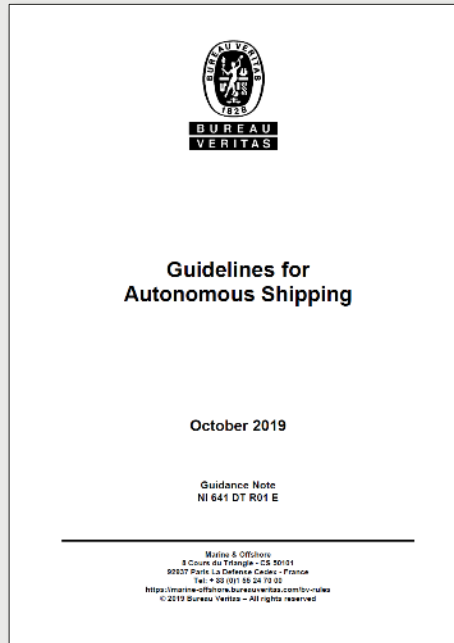 BUREAU VERITAS
1828
BUREAU
VERITAS
Guidelines for
Autonomous Shipping
October 2019
Guidance Note
NI 641 DT R01 E
Marine & Offshore
8 Cours du Triangle - CS 50101
92937 Paris La Defense Cedex - France
Tel: + 33 (0)1 55 24 70 00
https://marine-offshore.bureauveritas.com/bv-rules
© 2019 Bureau Veritas – All rights reserved